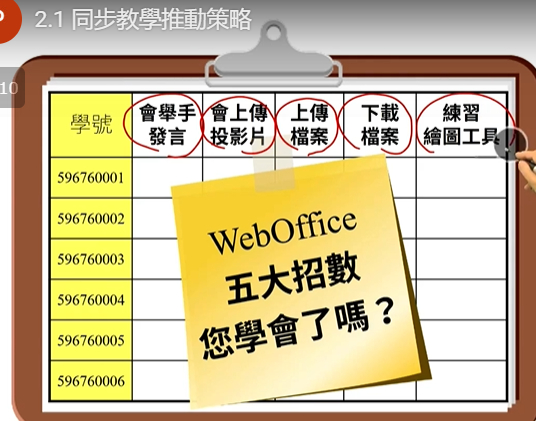 2.1 同步教學推動策略
10
學號
會舉手
發言
會上傳
投影片
上傳
檔案
下載
檔案
練習
繪圖工具
596760001
596760002
596760003
596760004
596760005
596760006
WebOffice
五大招數
您學會了嗎？